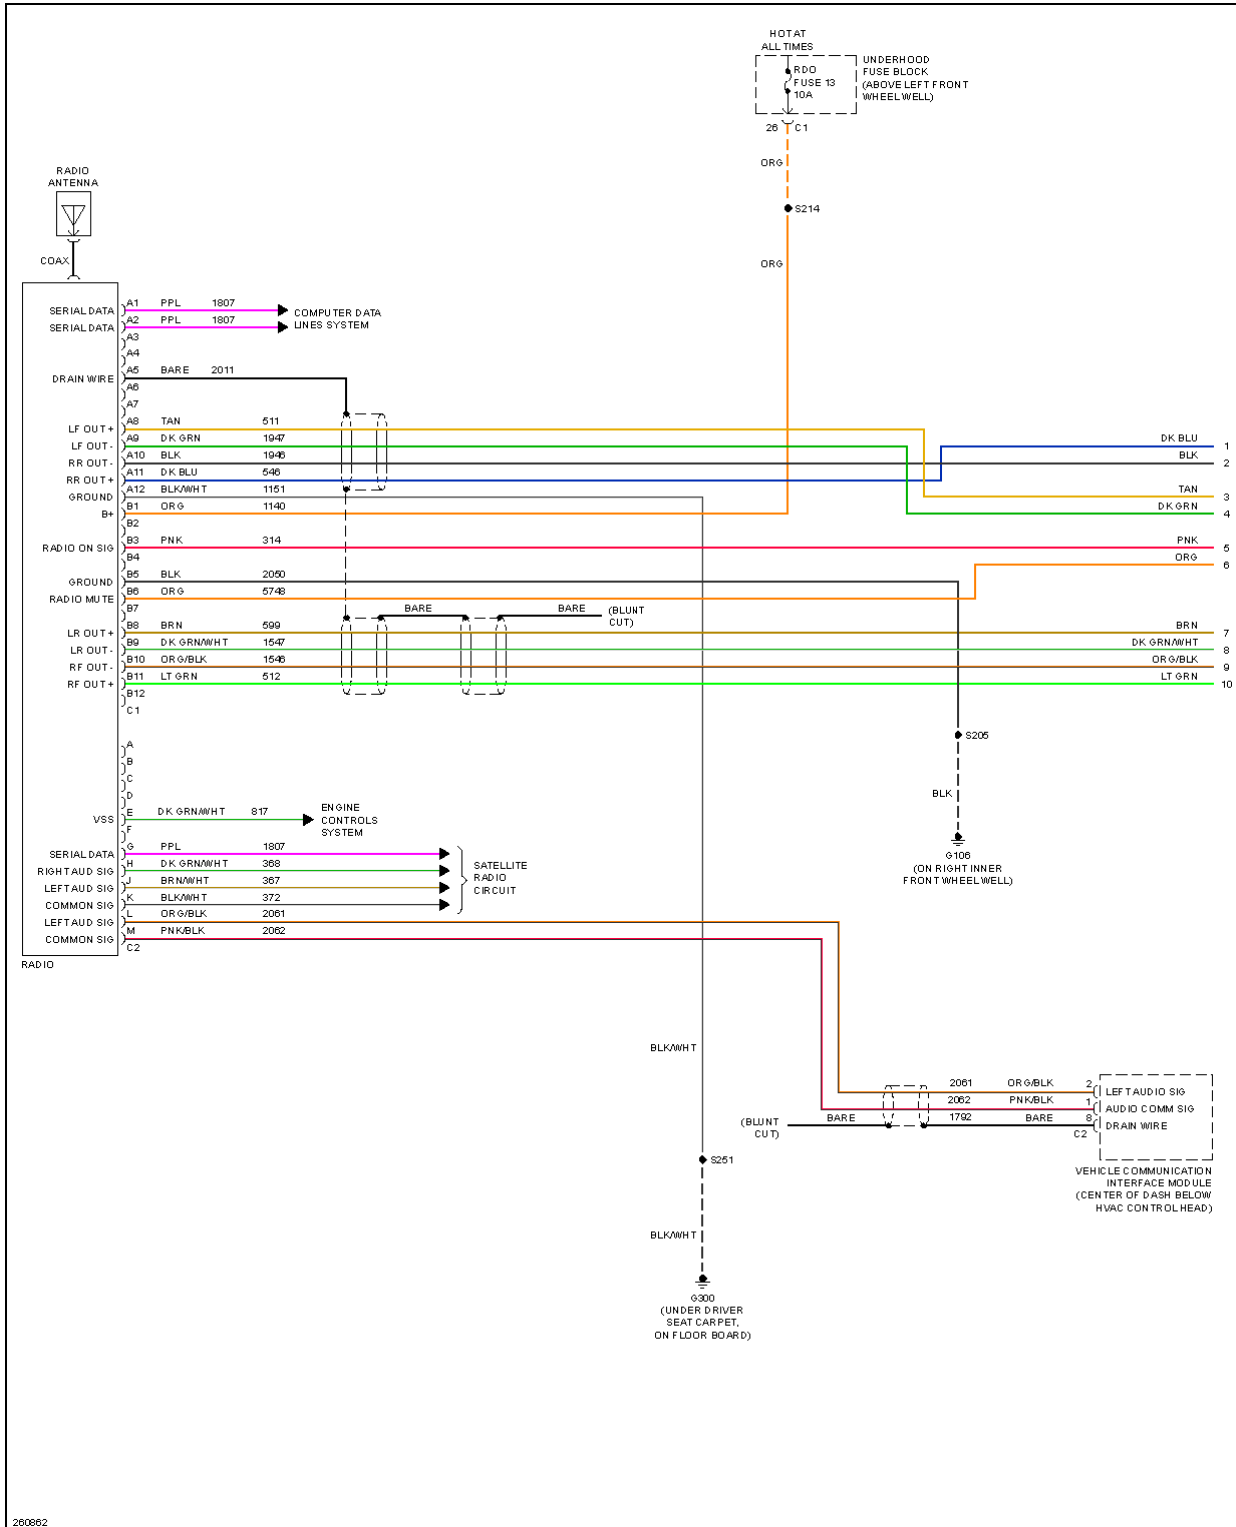 HOT AT
ALL TIMES
RDO
FUSE 13
10A
UNDERHOOD
FUSE BLOCK
(ABOVE LEFT FRONT
WHEEL WELL)
26 C1
ORG
S214
ORG
RADIO
ANTENNA
COAX
SERIAL DATA A1 PPL 1807
SERIAL DATA A2 PPL 1807
COMPUTER DATA
LINES SYSTEM
A3
A4
DRAIN WIRE A5 BARE 2011
A6
A7
LF OUT+ A8 TAN 511
LF OUT- A9 DK GRN 1947
RR OUT- A10 BLK 1946
RR OUT+ A11 DK BLU 546
GROUND A12 BLK/WHT 1151
B+ B1 ORG 1140
B2
RADIO ON SIG B3 PNK 314
B4
GROUND B5 BLK 2050
RADIO MUTE B6 ORG 5748
B7
BARE BARE (BLUNT
CUT)
LR OUT+ B8 BRN 599
LR OUT- B9 DK GRN/WHT 1547
RF OUT- B10 ORG/BLK 1546
RF OUT+ B11 LT GRN 512
B12
C1
DK BLU 1
BLK 2
TAN 3
DK GRN 4
PNK 5
ORG 6
BRN 7
DK GRN/WHT 8
ORG/BLK 9
LT GRN 10
S205
BLK
G106
(ON RIGHT INNER
FRONT WHEEL WELL)
A
B
C
D
VSS E DK GRN/WHT 817
ENGINE
CONTROLS
SYSTEM
F
SERIAL DATA G PPL 1807
RIGHT AUD SIG H DK GRN/WHT 368
LEFT AUD SIG J BRN/WHT 367
COMMON SIG K BLK/WHT 372
SATELLITE
RADIO
CIRCUIT
LEFT AUD SIG L ORG/BLK 2061
COMMON SIG M PNK/BLK 2062
C2
RADIO
BLK/WHT
2061 ORG/BLK 2 LEFT AUDIO SIG
2062 PNK/BLK 1 AUDIO COMM SIG
(BLUNT
CUT)
BARE 1792 BARE 8 DRAIN WIRE
C2
VEHICLE COMMUNICATION
INTERFACE MODULE
(CENTER OF DASH BELOW
HVAC CONTROL HEAD)
S251
BLK/WHT
G300
(UNDER DRIVER
SEAT CARPET,
ON FLOOR BOARD)
260862